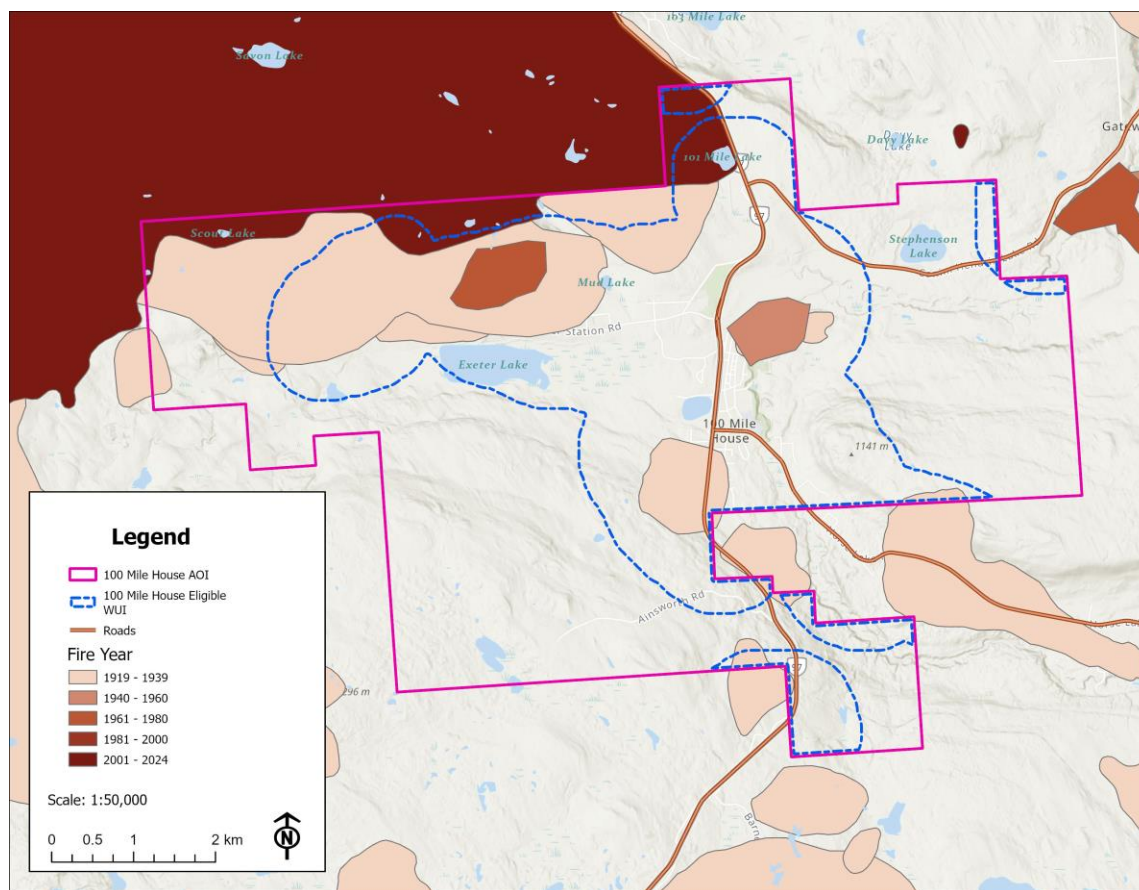 103 Mile Lake
Savon Lake
Davy Lake
101 Mile Lake
97
Scout Lake
Stephenson
Lake
Mud Lake
Station Rd
Exeter Lake
100 Mile
House
1141 m
Ainsworth Rd
97
296 m
Legend
100 Mile House AOI
100 Mile House Eligible
WUI
Roads
Fire Year
1919 - 1939
1940 - 1960
1961 - 1980
1981 - 2000
2001 - 2024
Scale: 1:50,000
0 0.5 1 2 km
N